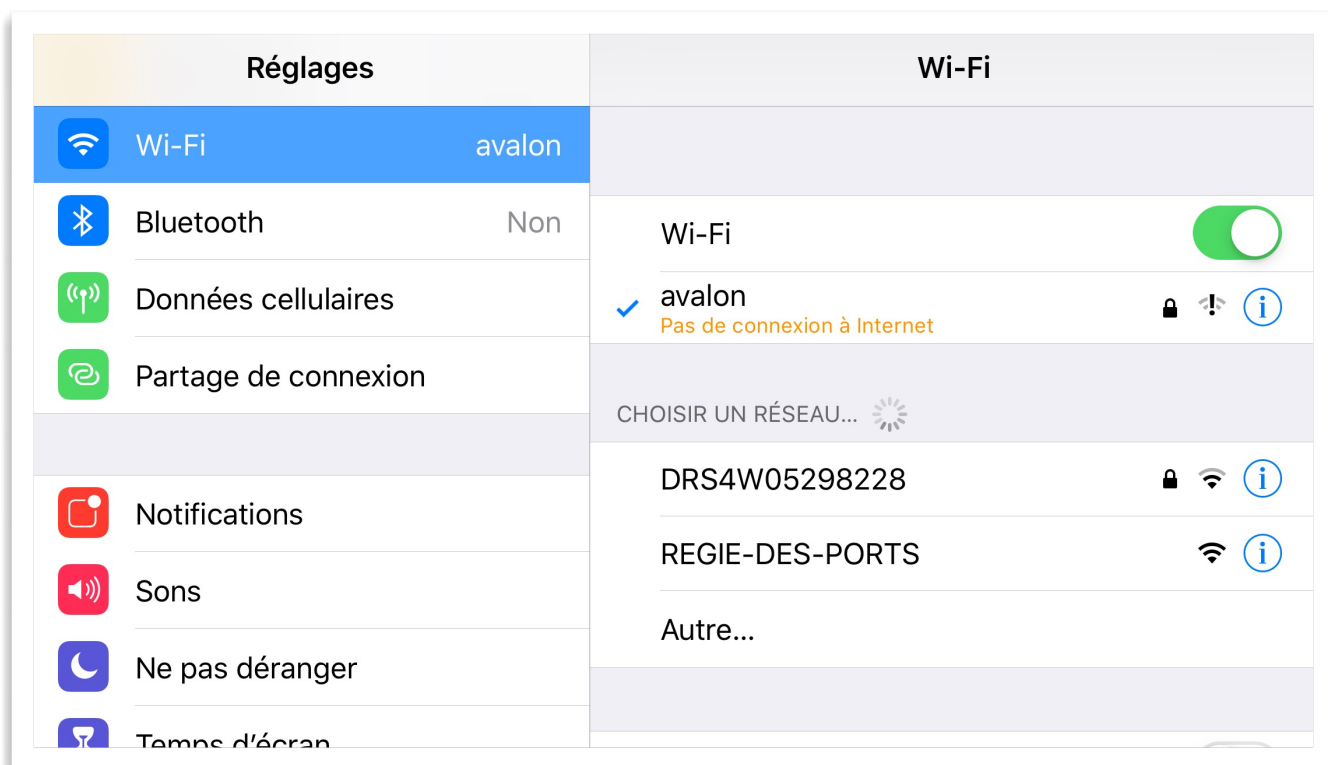 Réglages
Wi-Fi avalon
Bluetooth Non
Données cellulaires
Partage de connexion
Notifications
Sons
Ne pas déranger
Temps d’écran
Wi-Fi
Wi-Fi
avalon
Pas de connexion à Internet
CHOISIR UN RÉSEAU...
DRS4W05298228
REGIE-DES-PORTS
Autre...